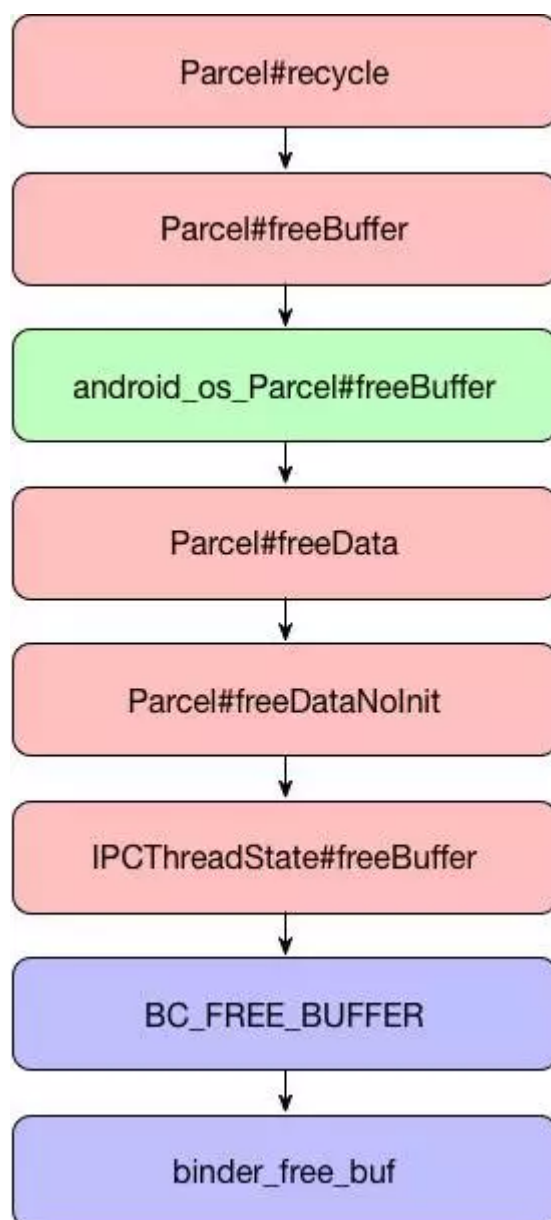 Parcel#recycle
Parcel#freeBuffer
android_os_Parcel#freeBuffer
Parcel#freeData
Parcel#freeDataNoInit
IPCThreadState#freeBuffer
BC_FREE_BUFFER
binder_free_buf